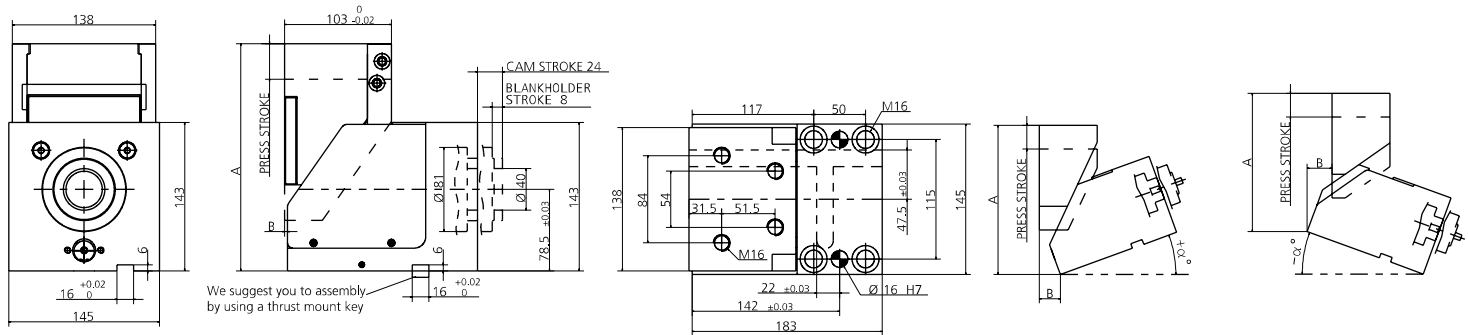 138
143
6
16 +0.02 0
145
103 0 -0.02
PRESS STROKE
A
B
CAM STROKE 24
BLANKHOLDER
STROKE 8
Ø 81
Ø 40
78.5 ±0.03
143
6
16 +0.02 0
We suggest you to assembly
by using a thrust mount key
117
50
M16
138
84
54
31.5
51.5
M16
47.5 ±0.03
115
145
22 ±0.03
Ø 16 H7
142 ±0.03
183
A
PRESS STROKE
B
+α°
A
PRESS STROKE
B
-α°